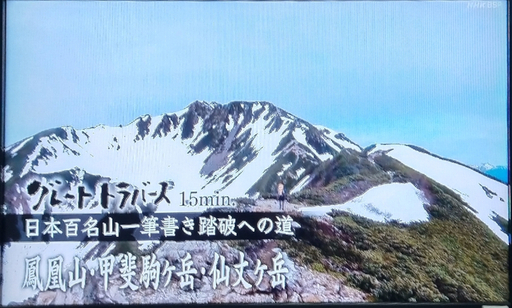 グレートトラバース 15min.
日本百名山一筆書き踏破への道
鳳凰山・甲斐駒ヶ岳・仙丈ヶ岳